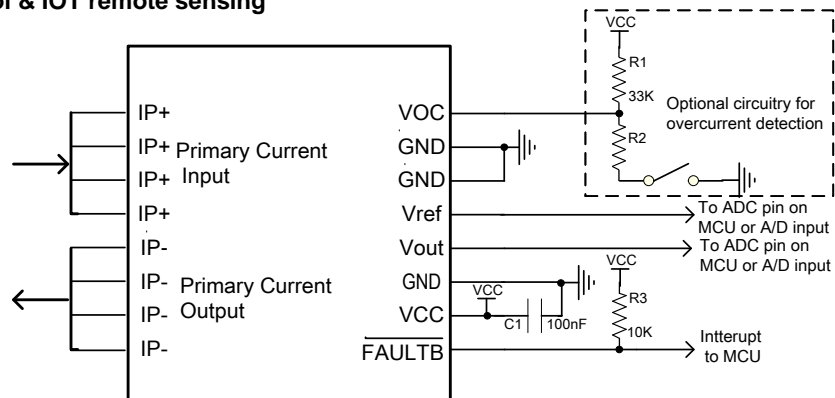 & IOT remote sensing
VCC
R1
33K
R2
Optional circuitry for
overcurrent detection
IP+
IP+
IP+
IP+
Primary Current
Input
IP-
IP-
IP-
IP-
Primary Current
Output
VOC
GND
GND
Vref
Vout
GND
VCC
FAULTB
To ADC pin on
MCU or A/D input
To ADC pin on
MCU or A/D input
VCC
C1
100nF
VCC
R3
10K
Intterupt
to MCU